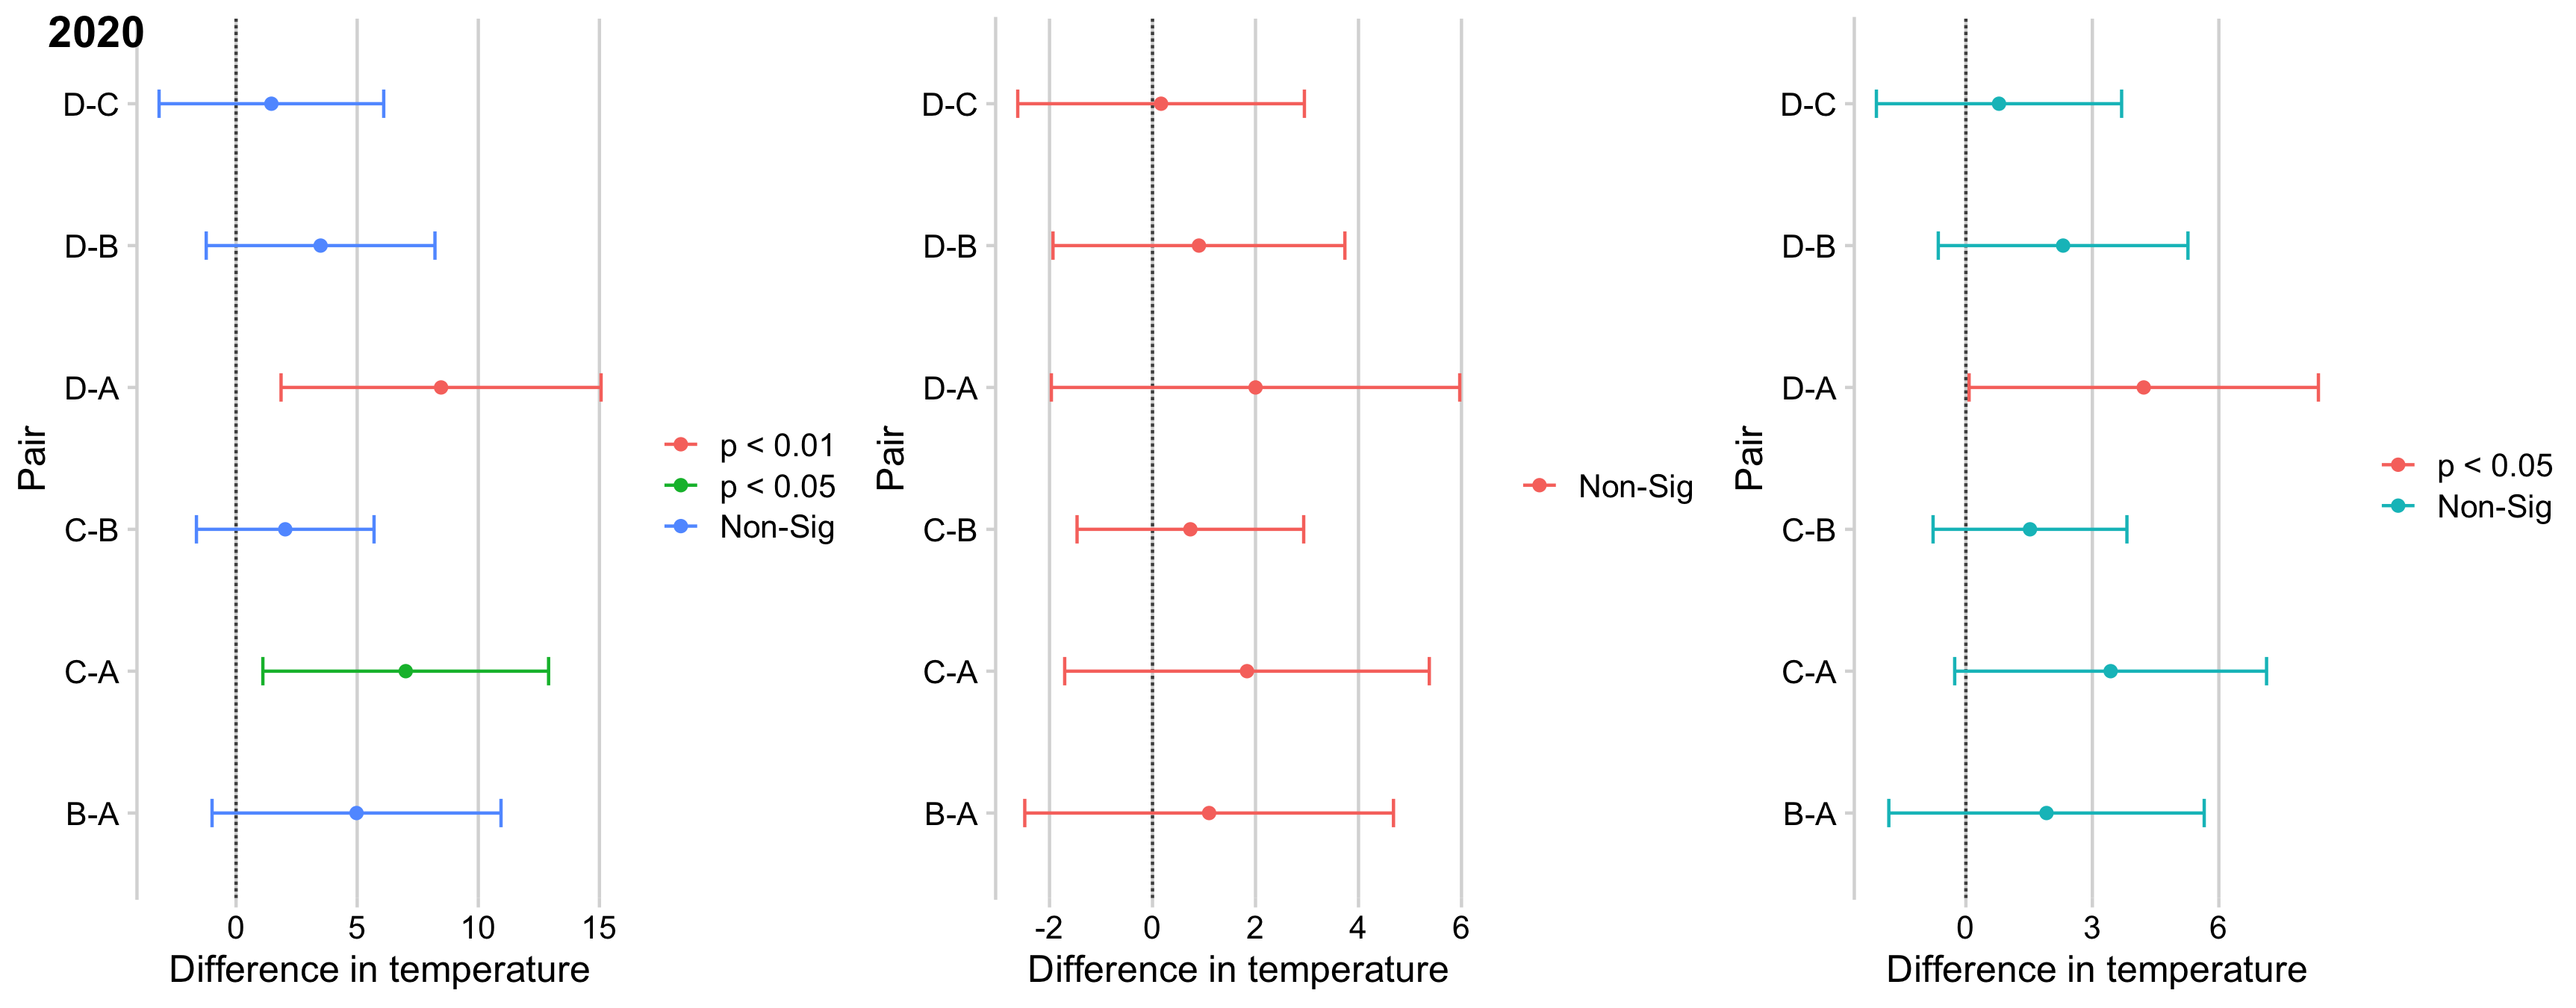 2020
D-C
D-B
D-A
C-B
C-A
B-A
Pair
0 5 10 15
Difference in temperature
p < 0.01
p < 0.05
Non-Sig
D-C
D-B
D-A
C-B
C-A
B-A
Pair
-2 0 2 4 6
Difference in temperature
Non-Sig
D-C
D-B
D-A
C-B
C-A
B-A
Pair
0 3 6
Difference in temperature
p < 0.05
Non-Sig